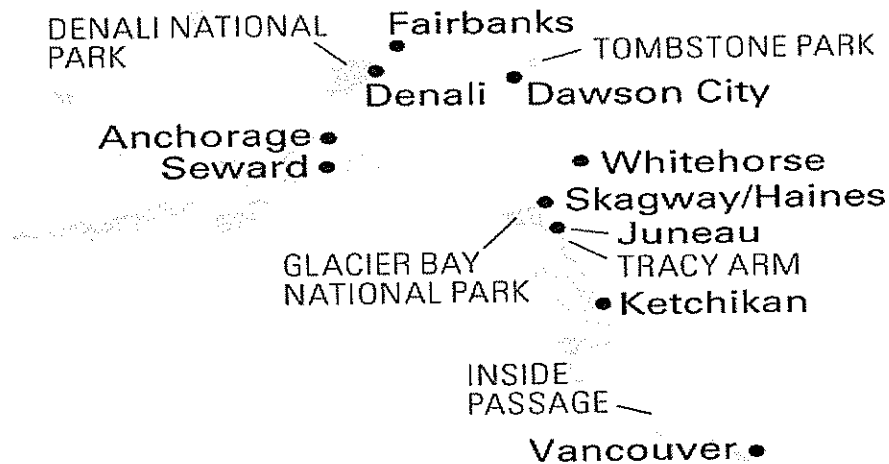 DENALI NATIONAL
PARK
Fairbanks
TOMBSTONE PARK
Denali
Dawson City
Anchorage
Seward
Whitehorse
Skagway/Haines
Juneau
GLACIER BAY
NATIONAL PARK
TRACY ARM
Ketchikan
INSIDE
PASSAGE
Vancouver